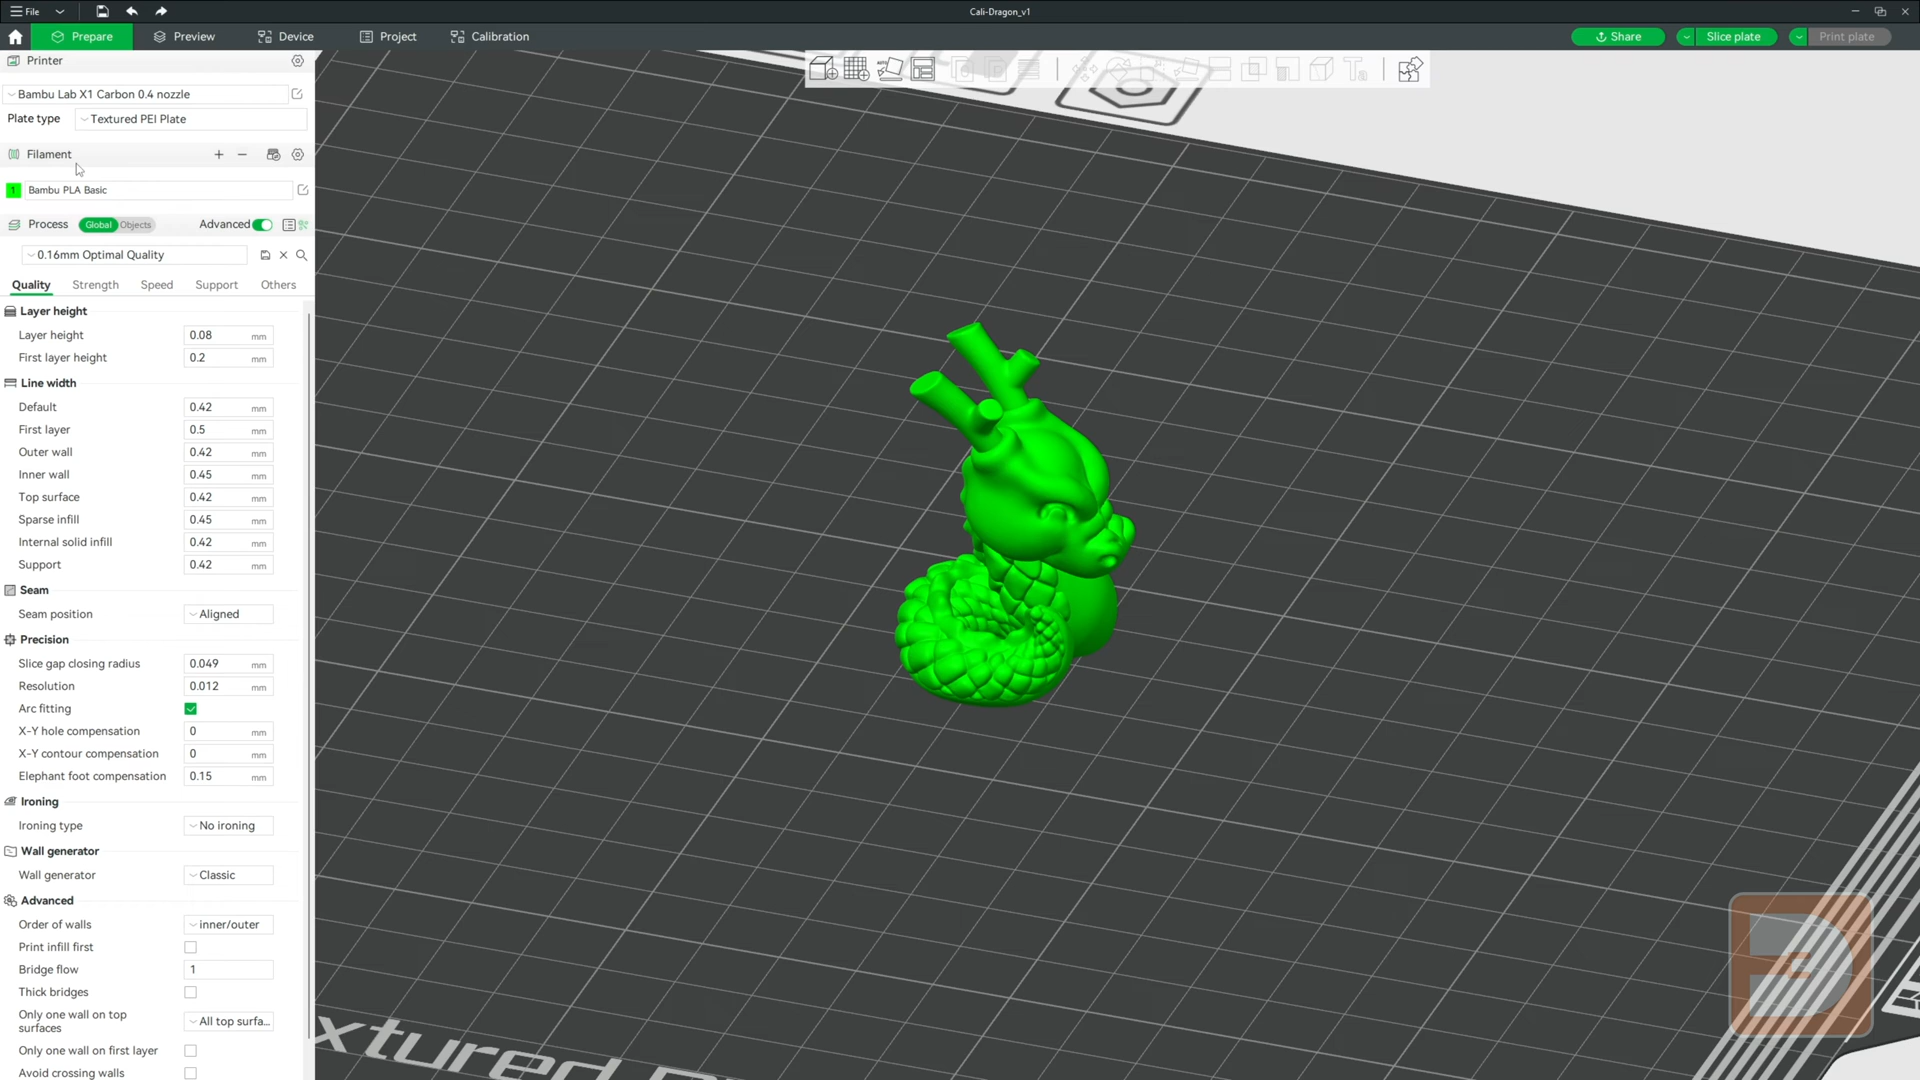 File
Cali-Dragon_v1
Prepare
Preview
Device
Project
Calibration
Share
Slice plate
Print plate
Printer
Bambu Lab X1 Carbon 0.4 nozzle
Plate type
Textured PEI Plate
Filament
1
Bambu PLA Basic
Process
Global
Objects
Advanced
0.16mm Optimal Quality
Quality
Strength
Speed
Support
Others
Layer height
Layer height 0.08 mm
First layer height 0.2 mm
Line width
Default 0.42 mm
First layer 0.5 mm
Outer wall 0.42 mm
Inner wall 0.45 mm
Top surface 0.42 mm
Sparse infill 0.45 mm
Internal solid infill 0.42 mm
Support 0.42 mm
Seam
Seam position Aligned
Precision
Slice gap closing radius 0.049 mm
Resolution 0.012 mm
Arc fitting
X-Y hole compensation 0 mm
X-Y contour compensation 0 mm
Elephant foot compensation 0.15 mm
Ironing
Ironing type No ironing
Wall generator
Wall generator Classic
Advanced
Order of walls inner/outer
Print infill first
Bridge flow 1
Thick bridges
Only one wall on top
surfaces
All top surfa...
Only one wall on first layer
Avoid crossing walls
xtured